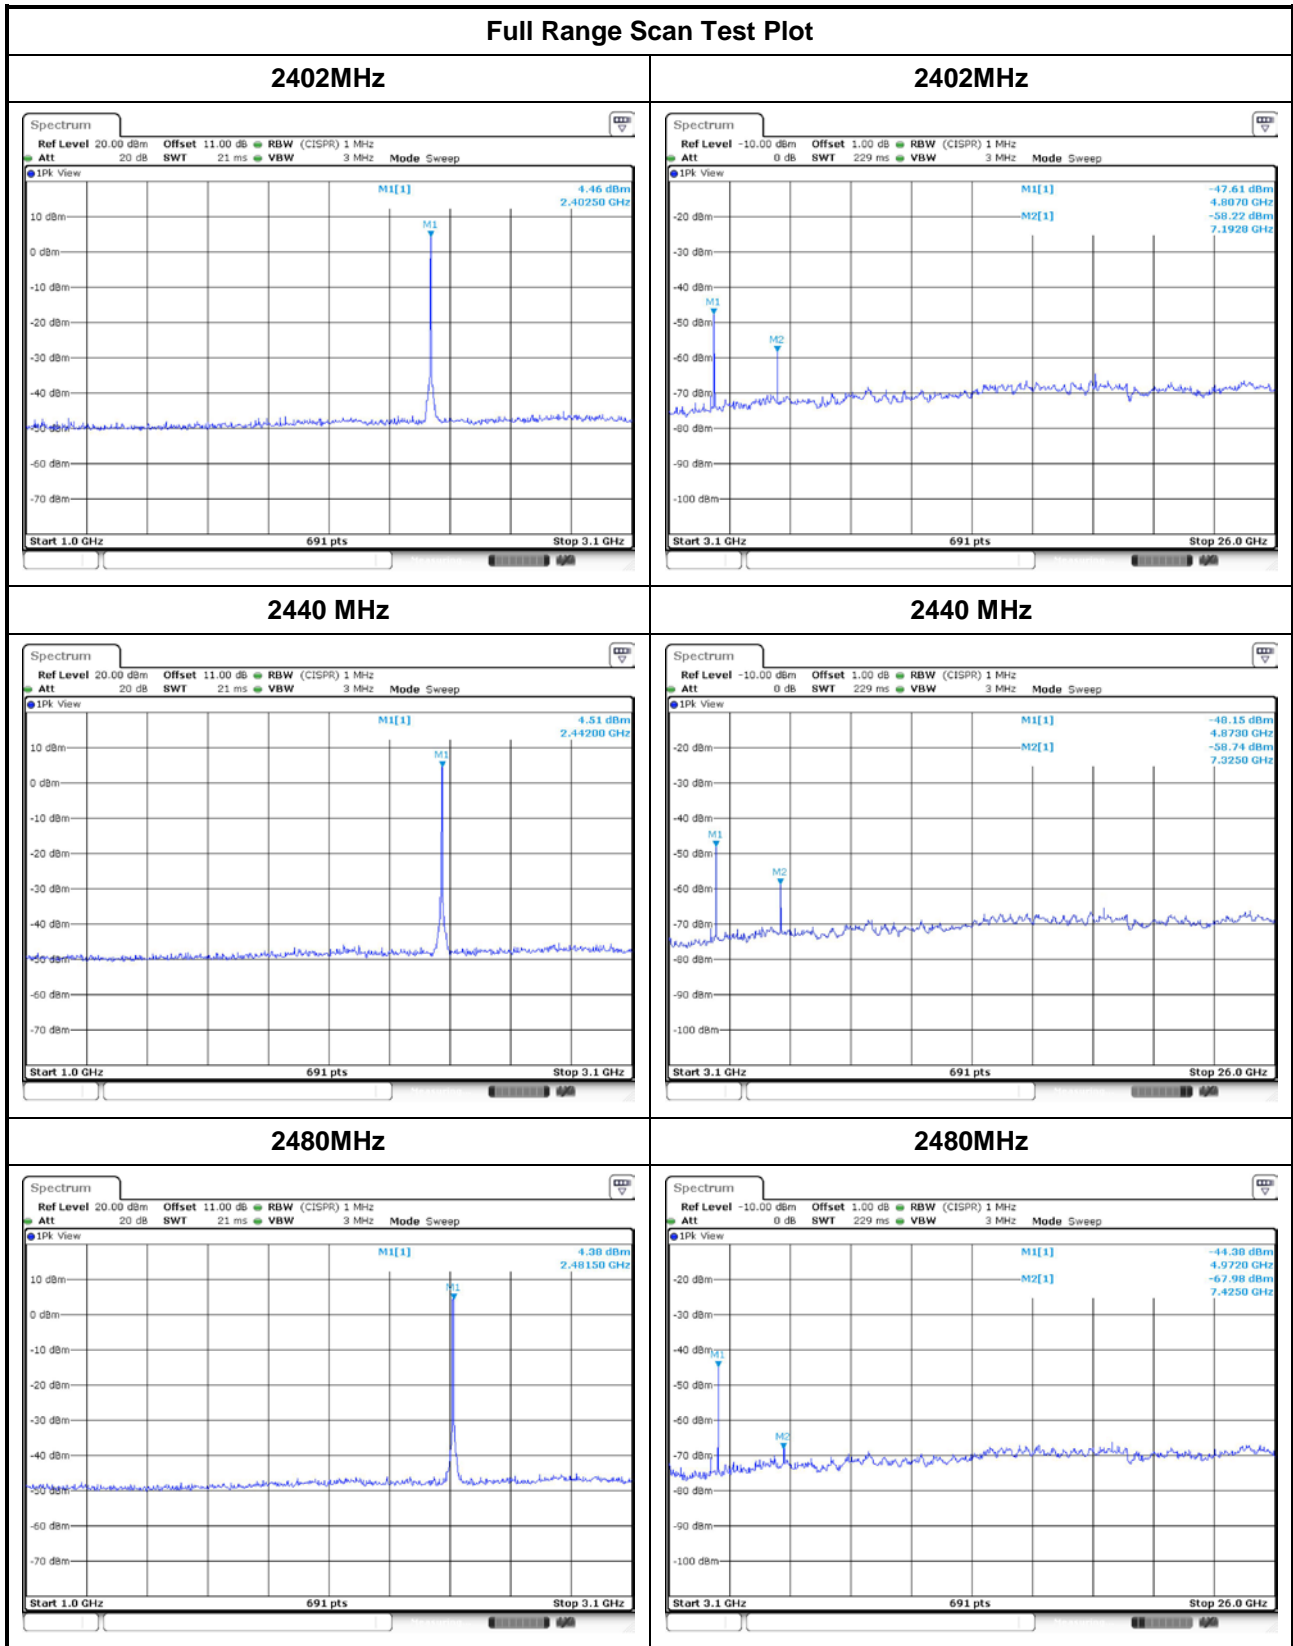 Full Range Scan Test Plot
2402MHz
2402MHz
Spectrum
Ref Level 20.00 dBm Offset 11.00 dB RBW (CISPR) 1 MHz
Att 20 dB SWT 21 ms VBW 3 MHz Mode Sweep
1Pk View
M1[1] 4.46 dBm
2.40250 GHz
10 dBm
M1
0 dBm
-10 dBm
-20 dBm
-30 dBm
-40 dBm
-50 dBm
-60 dBm
-70 dBm
Start 1.0 GHz 691 pts Stop 3.1 GHz
Spectrum
Ref Level -10.00 dBm Offset 1.00 dB RBW (CISPR) 1 MHz
Att 0 dB SWT 229 ms VBW 3 MHz Mode Sweep
1Pk View
M1[1] -47.61 dBm
4.8070 GHz
-20 dBm M2[1] -58.22 dBm
7.1920 GHz
-30 dBm
-40 dBm
M1
-50 dBm
M2
-60 dBm
-70 dBm
-80 dBm
-90 dBm
-100 dBm
Start 3.1 GHz 691 pts Stop 26.0 GHz
2440 MHz
2440 MHz
Spectrum
Ref Level 20.00 dBm Offset 11.00 dB RBW (CISPR) 1 MHz
Att 20 dB SWT 21 ms VBW 3 MHz Mode Sweep
1Pk View
M1[1] 4.51 dBm
2.44200 GHz
10 dBm
M1
0 dBm
-10 dBm
-20 dBm
-30 dBm
-40 dBm
-50 dBm
-60 dBm
-70 dBm
Start 1.0 GHz 691 pts Stop 3.1 GHz
Spectrum
Ref Level -10.00 dBm Offset 1.00 dB RBW (CISPR) 1 MHz
Att 0 dB SWT 229 ms VBW 3 MHz Mode Sweep
1Pk View
M1[1] -48.15 dBm
4.8730 GHz
-20 dBm M2[1] -58.74 dBm
7.3250 GHz
-30 dBm
-40 dBm
M1
-50 dBm
M2
-60 dBm
-70 dBm
-80 dBm
-90 dBm
-100 dBm
Start 3.1 GHz 691 pts Stop 26.0 GHz
2480MHz
2480MHz
Spectrum
Ref Level 20.00 dBm Offset 11.00 dB RBW (CISPR) 1 MHz
Att 20 dB SWT 21 ms VBW 3 MHz Mode Sweep
1Pk View
M1[1] 4.38 dBm
2.48150 GHz
10 dBm
M1
0 dBm
-10 dBm
-20 dBm
-30 dBm
-40 dBm
-50 dBm
-60 dBm
-70 dBm
Start 1.0 GHz 691 pts Stop 3.1 GHz
Spectrum
Ref Level -10.00 dBm Offset 1.00 dB RBW (CISPR) 1 MHz
Att 0 dB SWT 229 ms VBW 3 MHz Mode Sweep
1Pk View
M1[1] -44.38 dBm
4.9720 GHz
-20 dBm M2[1] -67.98 dBm
7.4250 GHz
-30 dBm
-40 dBm
M1
-50 dBm
-60 dBm
M2
-70 dBm
-80 dBm
-90 dBm
-100 dBm
Start 3.1 GHz 691 pts Stop 26.0 GHz